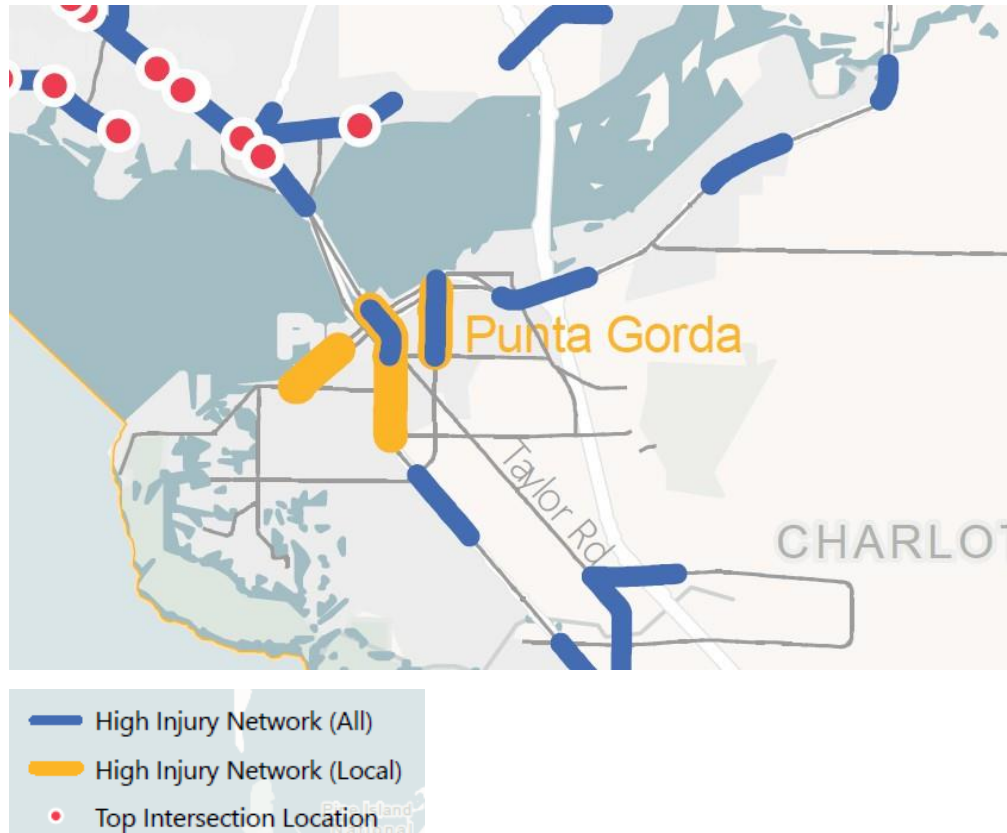 Punta Gorda
Taylor Rd
CHARLOT
High Injury Network (All)
High Injury Network (Local)
Top Intersection Location